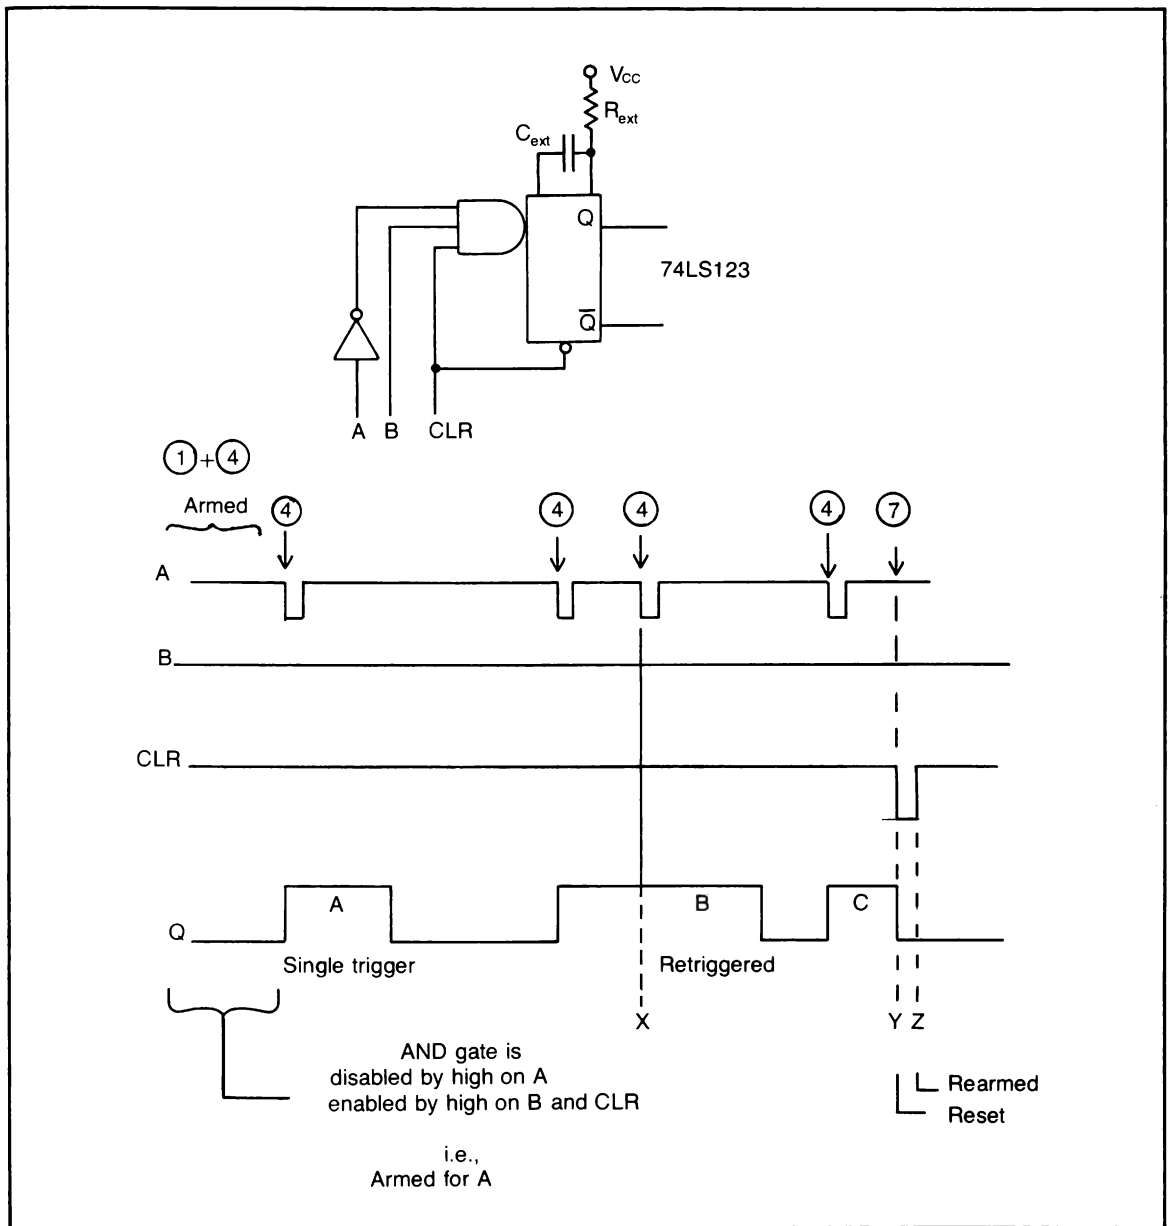 VCC
Rext
Cext
Q
74LS123
Q̅
A B CLR
1 + 4
Armed 4 4 4 4 7
A
B
CLR
A B C
Q
Single trigger Retriggered
X Y Z
AND gate is
disabled by high on A
enabled by high on B and CLR
Rearmed
Reset
i.e.,
Armed for A